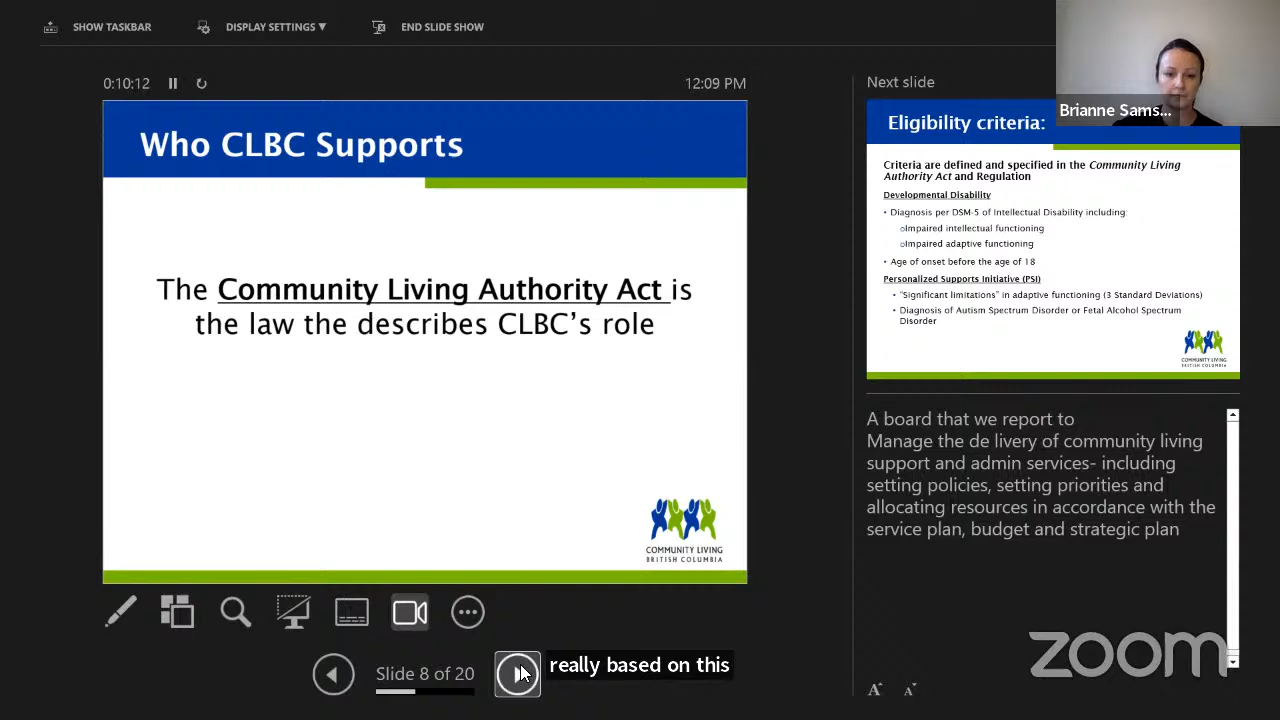 SHOW TASKBAR
DISPLAY SETTINGS ▼
END SLIDE SHOW
0:10:12
12:09 PM
Who CLBC Supports
The Community Living Authority Act is
the law the describes CLBC’s role
COMMUNITY LIVING
BRITISH COLUMBIA
Slide 8 of 20
really based on this
Next slide
Brianne Sams...
Eligibility criteria:
Criteria are defined and specified in the Community Living
Authority Act and Regulation
Developmental Disability
• Diagnosis per DSM-5 of Intellectual Disability including:
oImpaired intellectual functioning
oImpaired adaptive functioning
• Age of onset before the age of 18
Personalized Supports Initiative (PSI)
• “Significant limitations” in adaptive functioning (3 Standard Deviations)
• Diagnosis of Autism Spectrum Disorder or Fetal Alcohol Spectrum
Disorder
COMMUNITY LIVING
BRITISH COLUMBIA
A board that we report to
Manage the de livery of community living
support and admin services- including
setting policies, setting priorities and
allocating resources in accordance with the
service plan, budget and strategic plan
zoom
A A